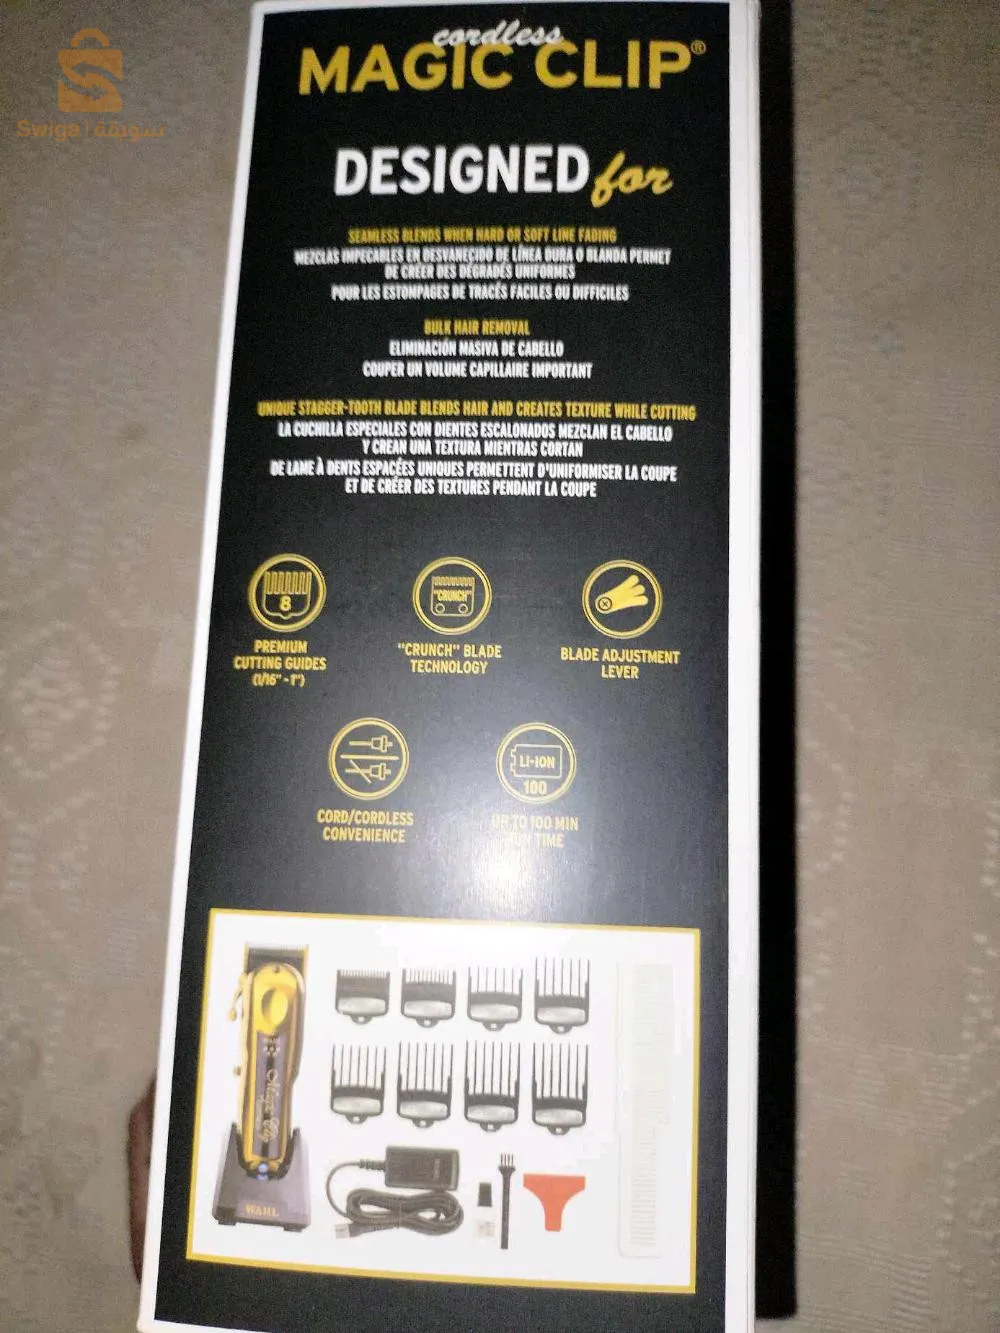 cordless
MAGIC CLIP®
Swiga | سويقة
DESIGNED for
SEAMLESS BLENDS WHEN HARD OR SOFT LINE FADING
MEZCLAS IMPECABLES EN DESVANECIDO DE LÍNEA DURA O BLANDA PERMET
DE CRÉER DES DÉGRADÉS UNIFORMES
POUR LES ESTOMPAGES DE TRACÉS FACILES OU DIFFICILES
BULK HAIR REMOVAL
ELIMINACIÓN MASIVA DE CABELLO
COUPER UN VOLUME CAPILLAIRE IMPORTANT
UNIQUE STAGGER-TOOTH BLADE BLENDS HAIR AND CREATES TEXTURE WHILE CUTTING
LA CUCHILLA ESPECIALES CON DIENTES ESCALONADOS MEZCLAN EL CABELLO
Y CREAN UNA TEXTURA MIENTRAS CORTAN
DE LAME À DENTS ESPACÉES UNIQUES PERMETTENT D'UNIFORMISER LA COUPE
ET DE CRÉER DES TEXTURES PENDANT LA COUPE
8
PREMIUM
CUTTING GUIDES
(1/16" - 1")
"CRUNCH"
"CRUNCH" BLADE
TECHNOLOGY
BLADE ADJUSTMENT
LEVER
CORD/CORDLESS
CONVENIENCE
LI-ION
100
UP TO 100 MIN
RUN TIME
WAHL
Magic Clip
WAHL